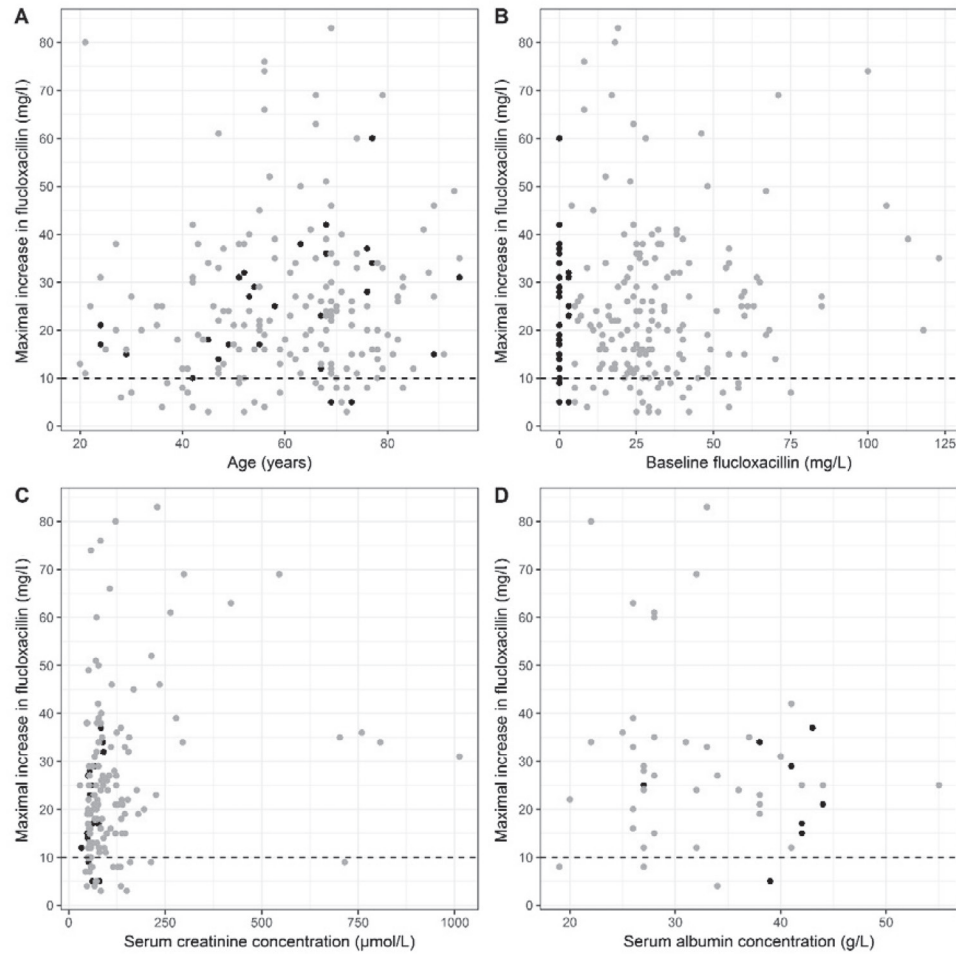 A
Maximal increase in flucloxacillin (mg/l)
80
70
60
50
40
30
20
10
0
20 40 60 80
Age (years)
B
Maximal increase in flucloxacillin (mg/l)
80
70
60
50
40
30
20
10
0
0 25 50 75 100 125
Baseline flucloxacillin (mg/L)
C
Maximal increase in flucloxacillin (mg/l)
80
70
60
50
40
30
20
10
0
0 250 500 750 1000
Serum creatinine concentration (µmol/L)
D
Maximal increase in flucloxacillin (mg/l)
80
70
60
50
40
30
20
10
0
20 30 40 50
Serum albumin concentration (g/L)